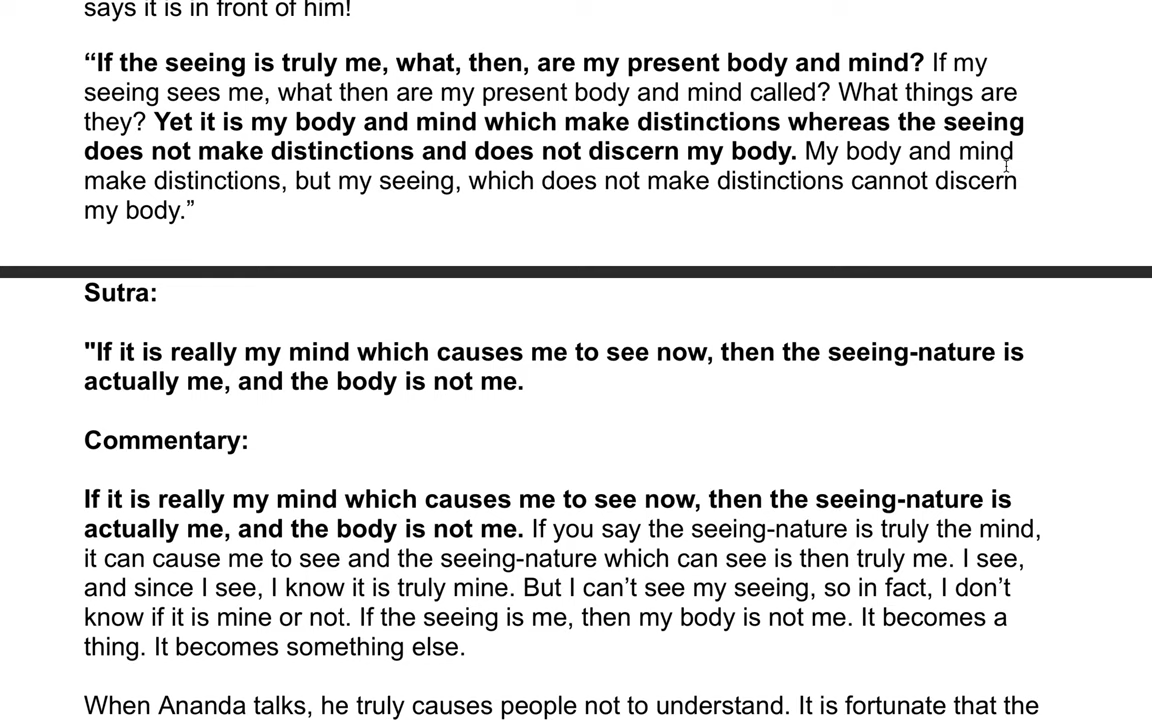 says it is in front of him!
“If the seeing is truly me, what, then, are my present body and mind? If my
seeing sees me, what then are my present body and mind called? What things are
they? Yet it is my body and mind which make distinctions whereas the seeing
does not make distinctions and does not discern my body. My body and mind
make distinctions, but my seeing, which does not make distinctions cannot discern
my body.”
Sutra:
"If it is really my mind which causes me to see now, then the seeing-nature is
actually me, and the body is not me.
Commentary:
If it is really my mind which causes me to see now, then the seeing-nature is
actually me, and the body is not me. If you say the seeing-nature is truly the mind,
it can cause me to see and the seeing-nature which can see is then truly me. I see,
and since I see, I know it is truly mine. But I can’t see my seeing, so in fact, I don’t
know if it is mine or not. If the seeing is me, then my body is not me. It becomes a
thing. It becomes something else.
When Ananda talks, he truly causes people not to understand. It is fortunate that the